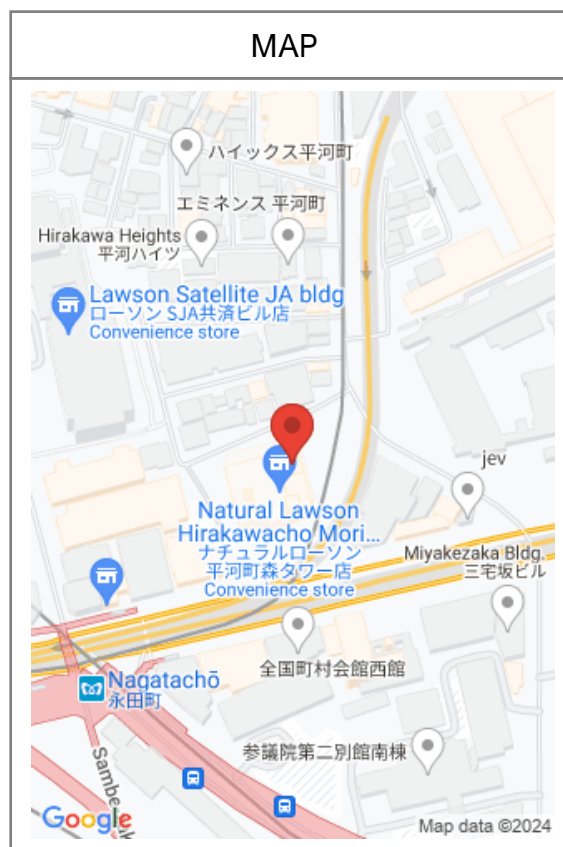 MAP
ハイックス平河町
エミネンス 平河町
Hirakawa Heights
平河ハイツ
Lawson Satellite JA bldg
ローソン SJA共済ビル店
Convenience store
jev
Natural Lawson
Hirakawacho Mori...
ナチュラルローソン
平河町森タワー店
Convenience store
Miyakezaka Bldg.
三宅坂ビル
全国町村会館西館
Nagatachō
永田町
参議院第二別館南棟
Sambe
Google
Map data ©2024